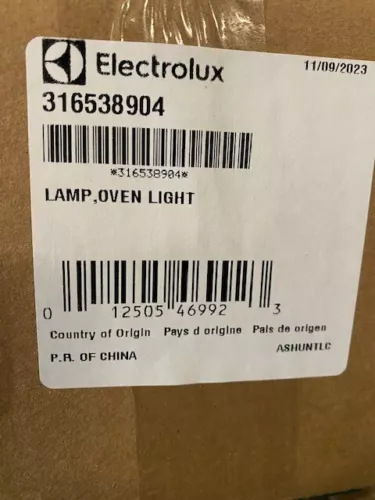 Electrolux 11/09/2023
316538904
*316538904*
LAMP,OVEN LIGHT
0 12505 46992 3
Country of Origin Pays d origine Pais de origen
P.R. OF CHINA ASHUNTLC